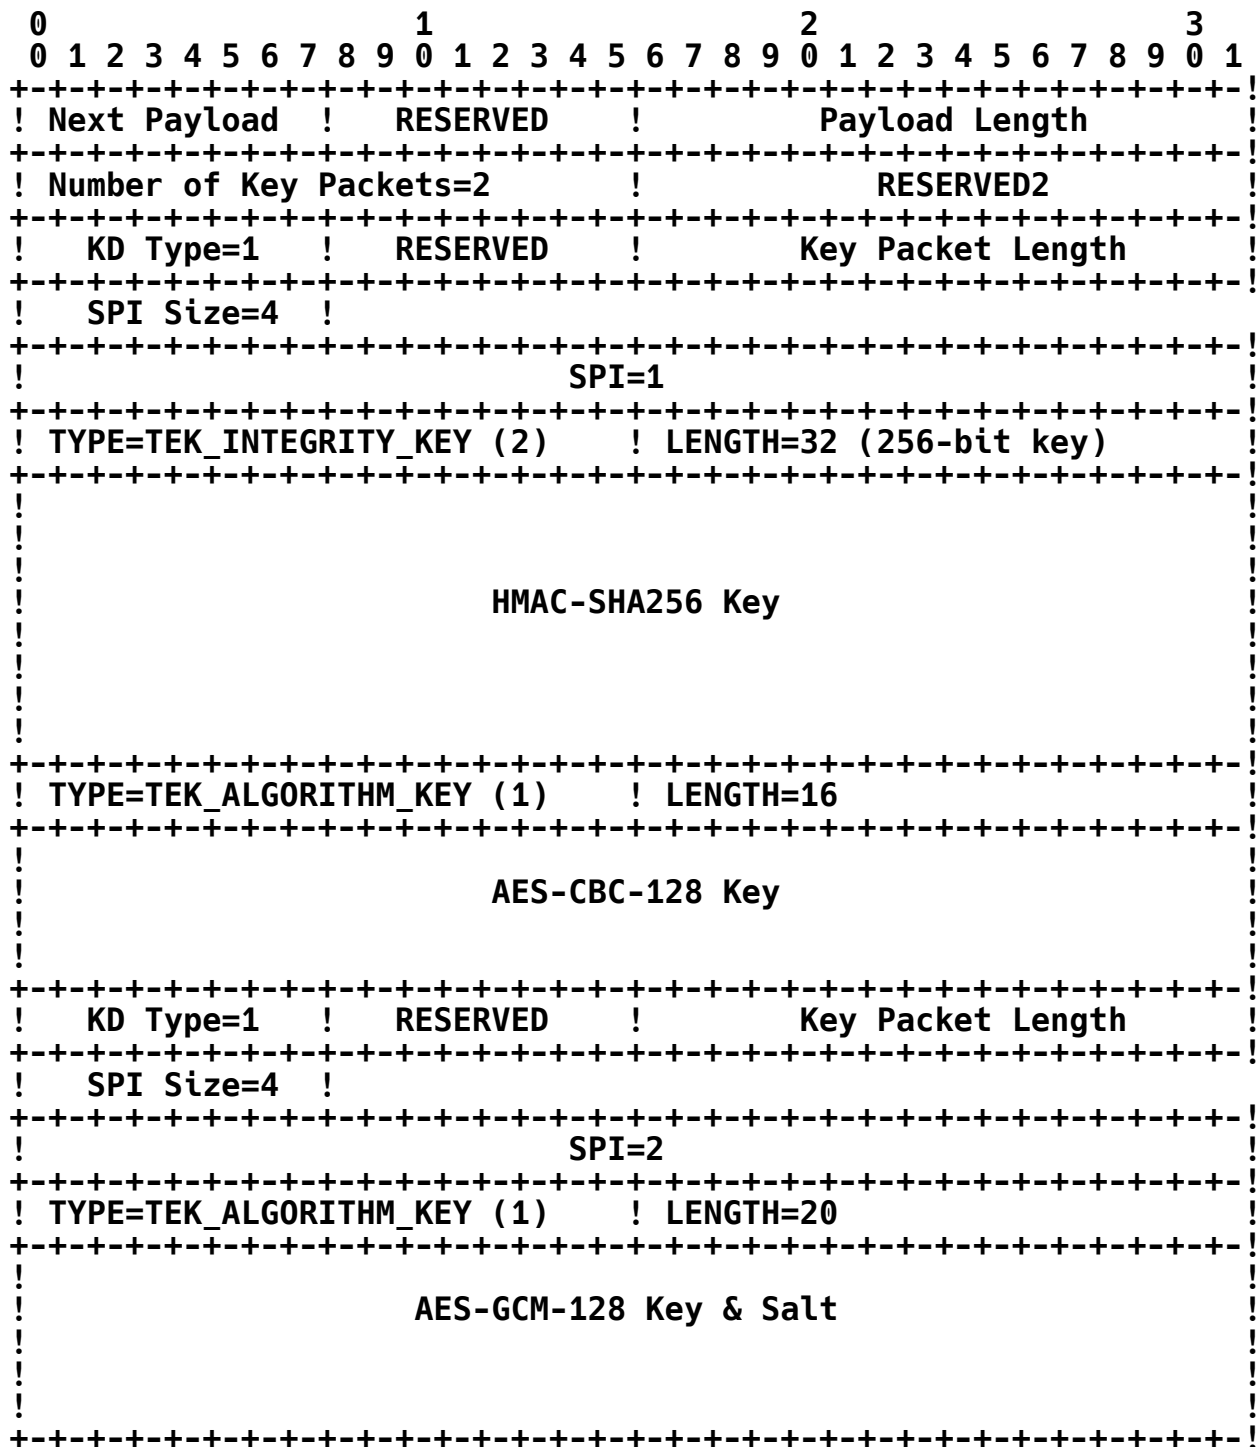 0                   1                   2                   3
 0 1 2 3 4 5 6 7 8 9 0 1 2 3 4 5 6 7 8 9 0 1 2 3 4 5 6 7 8 9 0 1
+-+-+-+-+-+-+-+-+-+-+-+-+-+-+-+-+-+-+-+-+-+-+-+-+-+-+-+-+-+-+-+-!
! Next Payload  !   RESERVED    !         Payload Length        !
+-+-+-+-+-+-+-+-+-+-+-+-+-+-+-+-+-+-+-+-+-+-+-+-+-+-+-+-+-+-+-+-!
! Number of Key Packets=2       !            RESERVED2          !
+-+-+-+-+-+-+-+-+-+-+-+-+-+-+-+-+-+-+-+-+-+-+-+-+-+-+-+-+-+-+-+-!
!   KD Type=1   !   RESERVED    !        Key Packet Length      !
+-+-+-+-+-+-+-+-+-+-+-+-+-+-+-+-+-+-+-+-+-+-+-+-+-+-+-+-+-+-+-+-!
!   SPI Size=4  !
+-+-+-+-+-+-+-+-+-+-+-+-+-+-+-+-+-+-+-+-+-+-+-+-+-+-+-+-+-+-+-+-!
!                            SPI=1                              !
+-+-+-+-+-+-+-+-+-+-+-+-+-+-+-+-+-+-+-+-+-+-+-+-+-+-+-+-+-+-+-+-!
! TYPE=TEK_INTEGRITY_KEY (2)    ! LENGTH=32 (256-bit key)       !
+-+-+-+-+-+-+-+-+-+-+-+-+-+-+-+-+-+-+-+-+-+-+-+-+-+-+-+-+-+-+-+-!
!                                                               !
!                                                               !
!                                                               !
!                        HMAC-SHA256 Key                        !
!                                                               !
!                                                               !
!                                                               !
!                                                               !
+-+-+-+-+-+-+-+-+-+-+-+-+-+-+-+-+-+-+-+-+-+-+-+-+-+-+-+-+-+-+-+-!
! TYPE=TEK_ALGORITHM_KEY (1)    ! LENGTH=16                     !
+-+-+-+-+-+-+-+-+-+-+-+-+-+-+-+-+-+-+-+-+-+-+-+-+-+-+-+-+-+-+-+-!
!                                                               !
!                        AES-CBC-128 Key                        !
!                                                               !
!                                                               !
+-+-+-+-+-+-+-+-+-+-+-+-+-+-+-+-+-+-+-+-+-+-+-+-+-+-+-+-+-+-+-+-!
!   KD Type=1   !   RESERVED    !        Key Packet Length      !
+-+-+-+-+-+-+-+-+-+-+-+-+-+-+-+-+-+-+-+-+-+-+-+-+-+-+-+-+-+-+-+-!
!   SPI Size=4  !
+-+-+-+-+-+-+-+-+-+-+-+-+-+-+-+-+-+-+-+-+-+-+-+-+-+-+-+-+-+-+-+-!
!                            SPI=2                              !
+-+-+-+-+-+-+-+-+-+-+-+-+-+-+-+-+-+-+-+-+-+-+-+-+-+-+-+-+-+-+-+-!
! TYPE=TEK_ALGORITHM_KEY (1)    ! LENGTH=20                     !
+-+-+-+-+-+-+-+-+-+-+-+-+-+-+-+-+-+-+-+-+-+-+-+-+-+-+-+-+-+-+-+-!
!                                                               !
!                    AES-GCM-128 Key & Salt                     !
!                                                               !
!                                                               !
!                                                               !
+-+-+-+-+-+-+-+-+-+-+-+-+-+-+-+-+-+-+-+-+-+-+-+-+-+-+-+-+-+-+-+-!